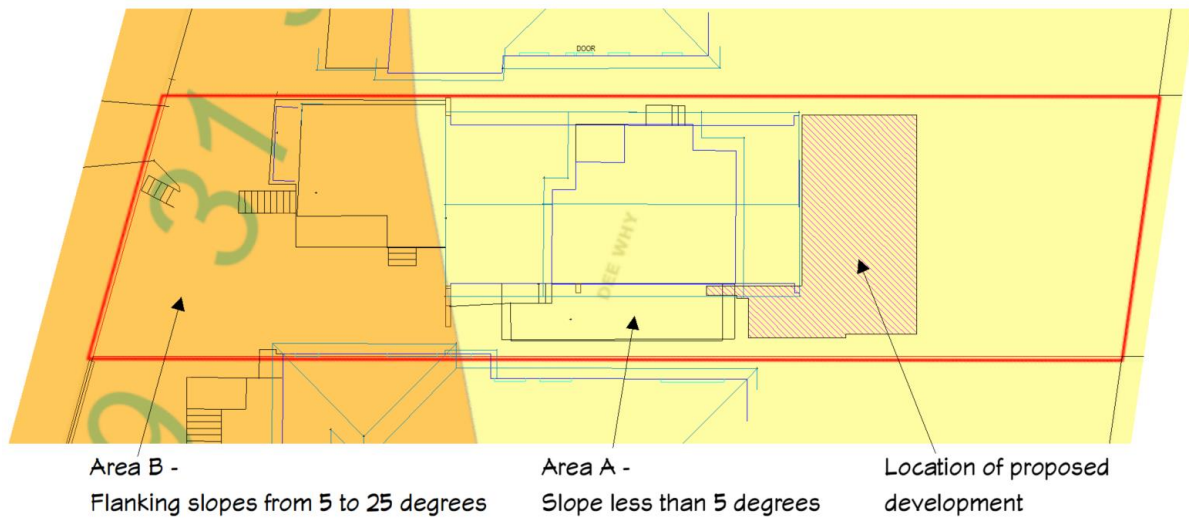 DOOR
31
DEE WHY
Area B -
Flanking slopes from 5 to 25 degrees
Area A -
Slope less than 5 degrees
Location of proposed
development